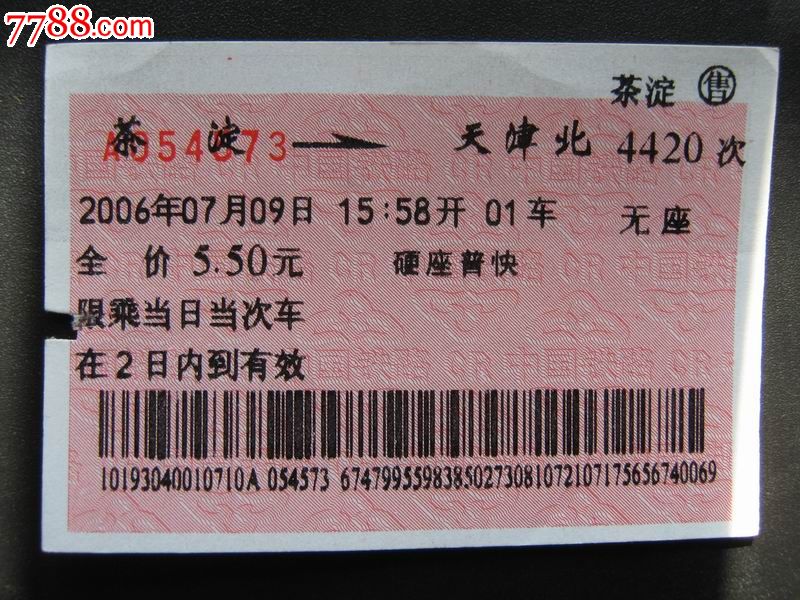 7788.com
茶淀 售
A054573
茶淀 → 天津北 4420次
2006年07月09日 15:58开 01车 无座
全价 5.50元 硬座普快
限乘当日当次车
在2日内到有效
10193040010710A 054573 67479955983850273081072107175656740069